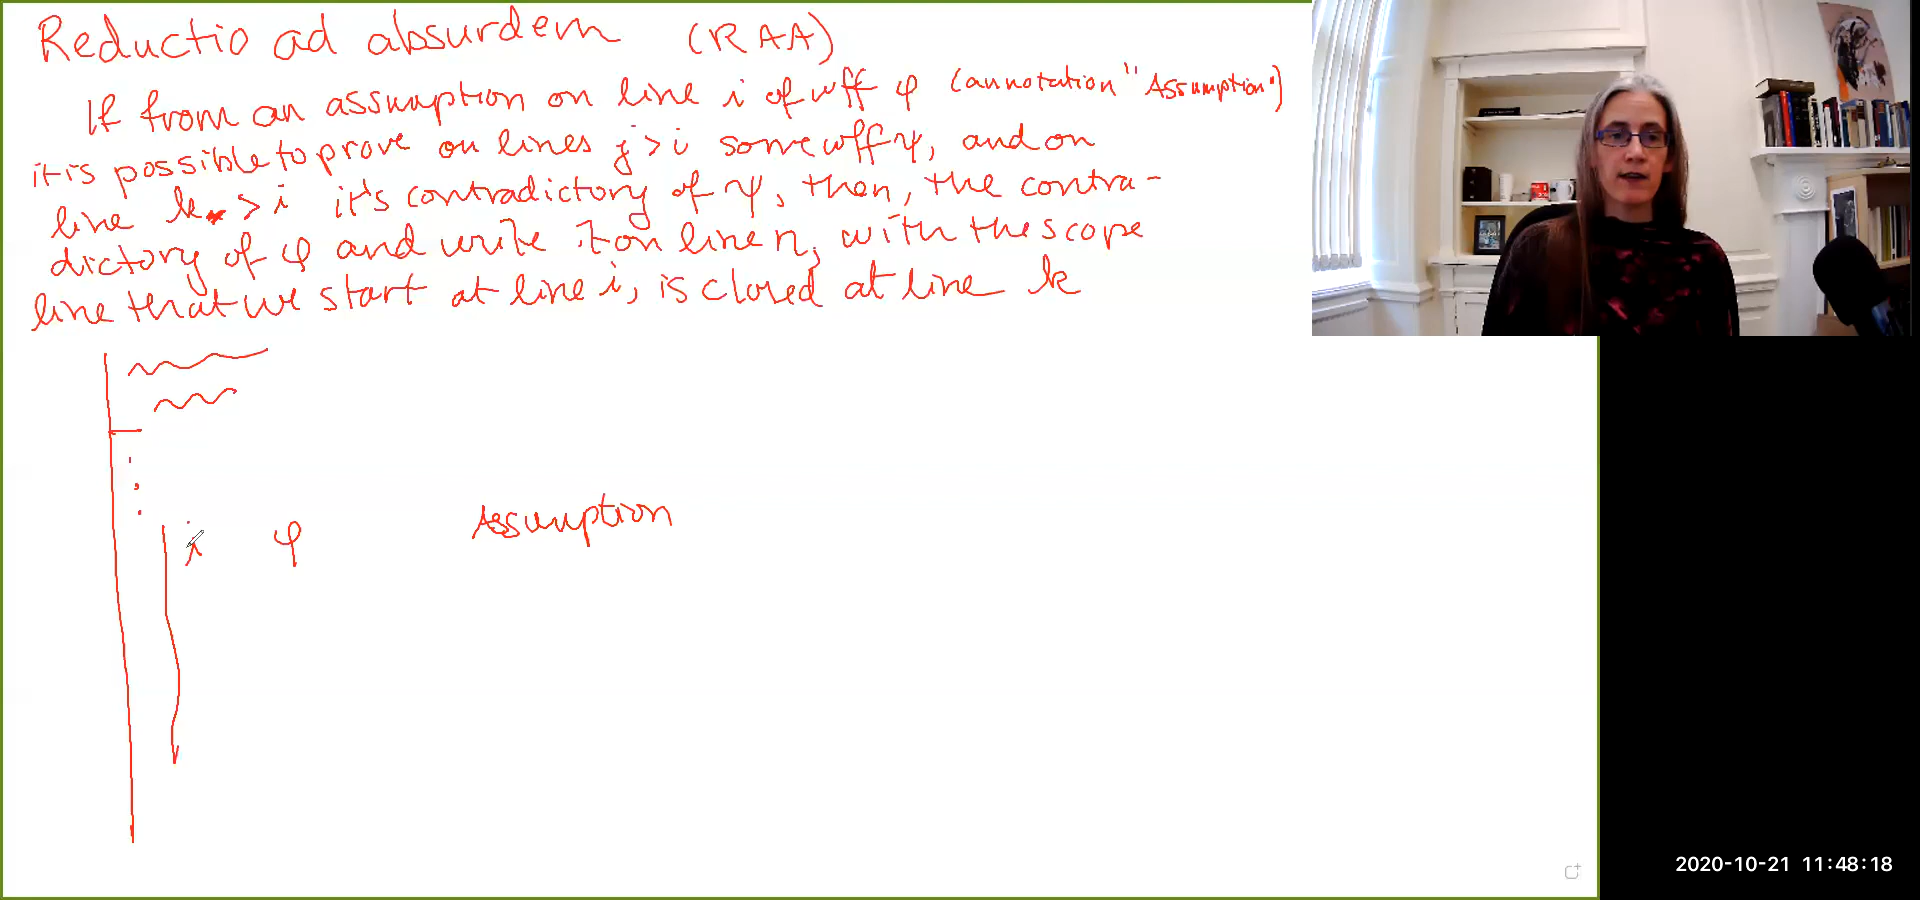 Reductio ad absurdem (RAA)
If from an assumption on line i of wff φ (annotation "Assumption")
it is possible to prove on lines j > i some wff ψ, and on
line k > i it's contradictory of ψ, then, the contra-
dictory of φ and write it on line n, with the scope
line that we start at line i, is closed at line k
i φ Assumption
2020-10-21 11:48:18